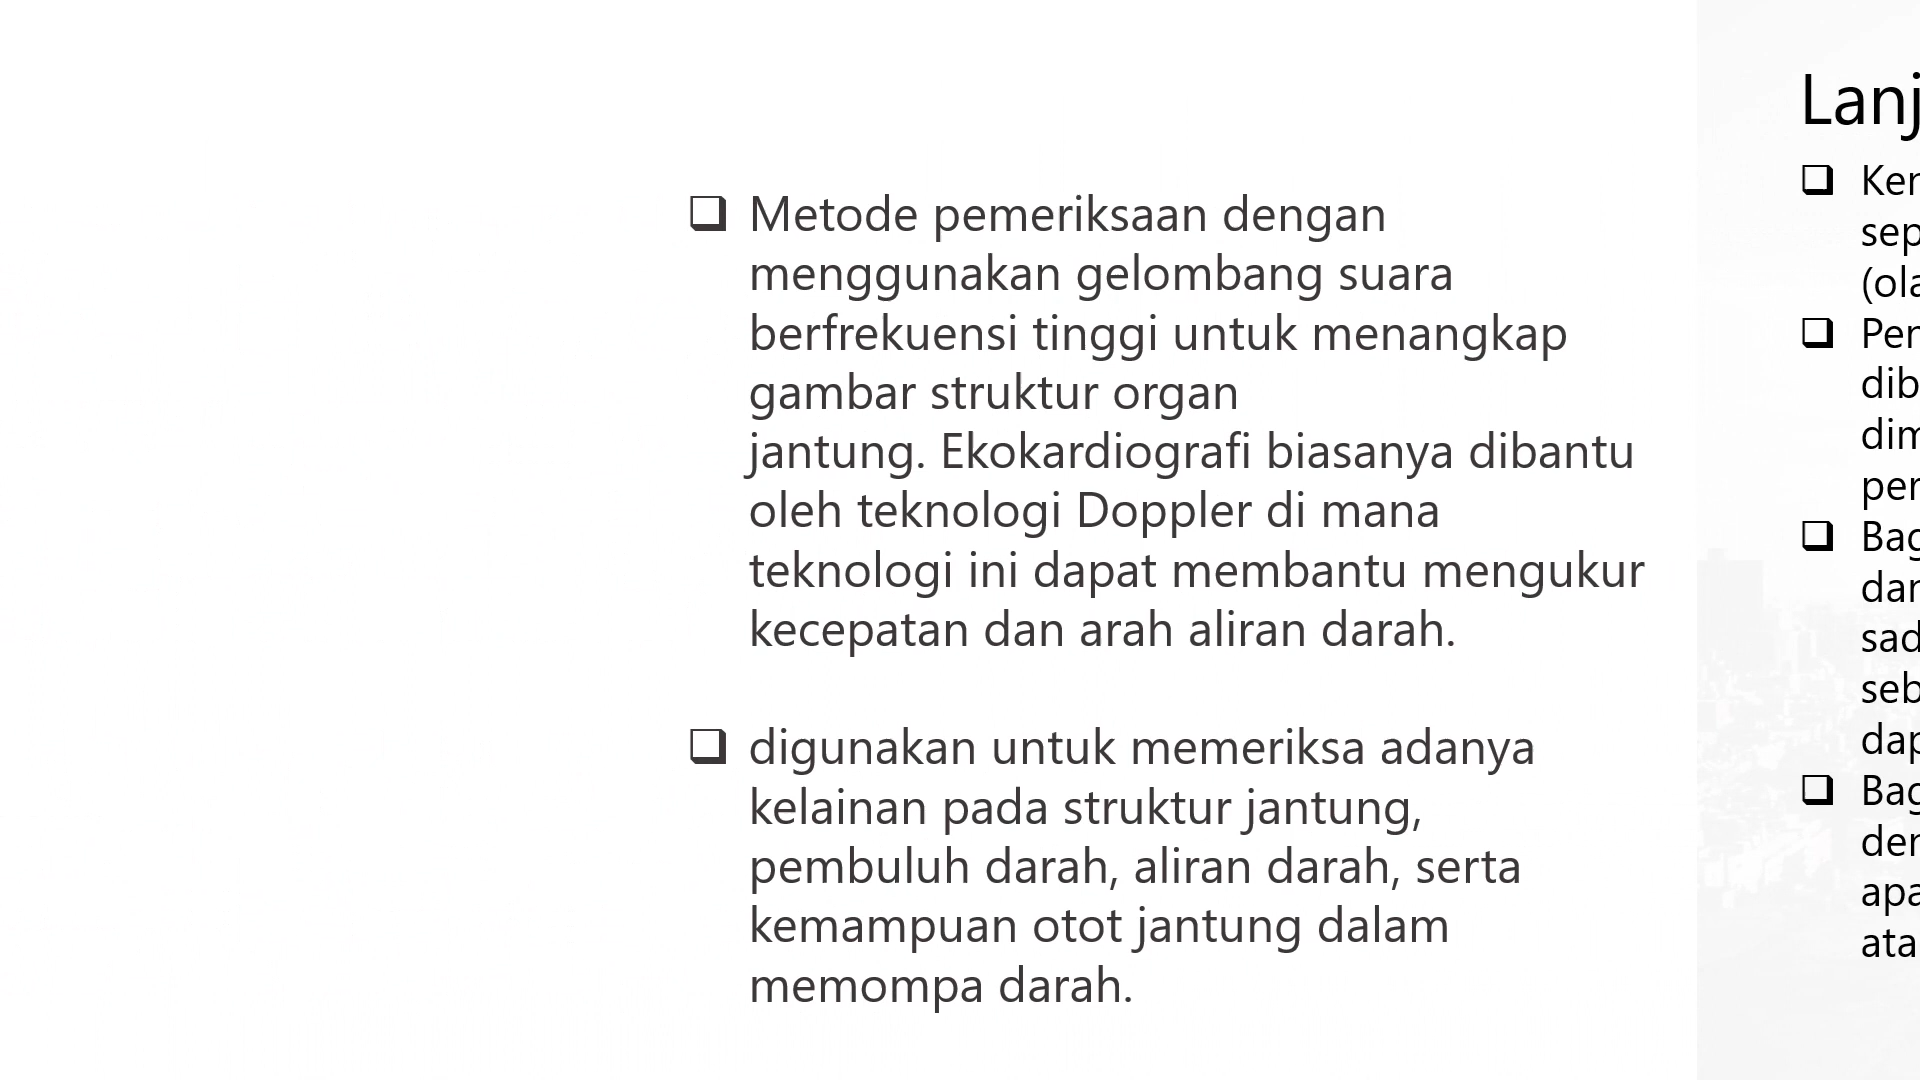 Metode pemeriksaan dengan
menggunakan gelombang suara
berfrekuensi tinggi untuk menangkap
gambar struktur organ
jantung. Ekokardiografi biasanya dibantu
oleh teknologi Doppler di mana
teknologi ini dapat membantu mengukur
kecepatan dan arah aliran darah.
digunakan untuk memeriksa adanya
kelainan pada struktur jantung,
pembuluh darah, aliran darah, serta
kemampuan otot jantung dalam
memompa darah.